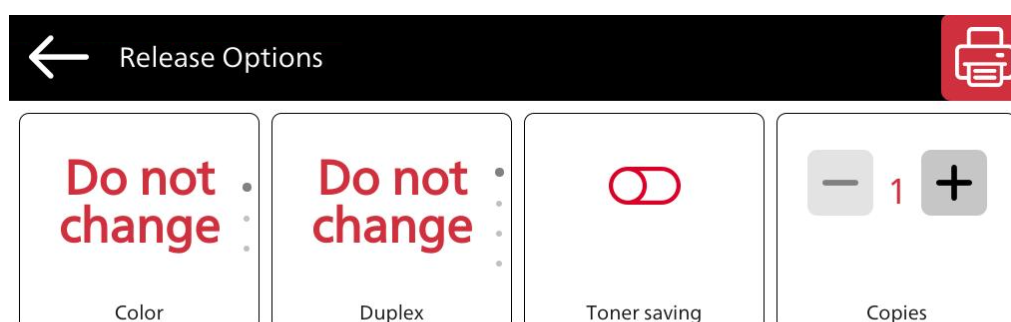 Release Options
Do not
change
Color
Do not
change
Duplex
Toner saving
1
Copies